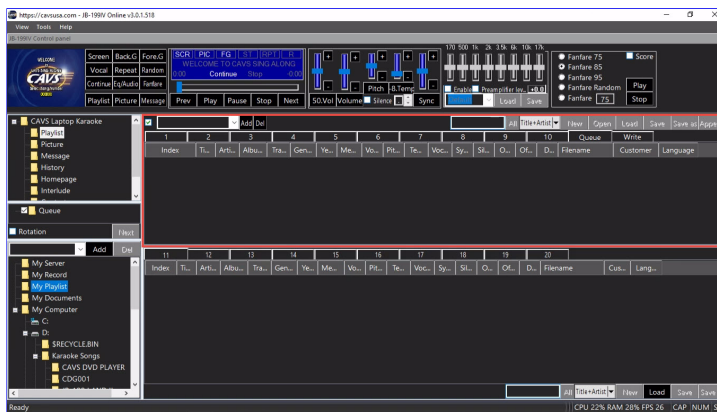 https://cavsusa.com - JB-199IV Online v3.0.1.518
View Tools Help
JB-199IV Control panel
WELCOME
CAVS
Screen Back.G Fore.G
Vocal Repeat Random
Continue Eq/Audio Fanfare
Playlist Picture Message
SCR PIC FG ST RPT R
WELCOME TO CAVS SING ALONG
0:00 Continue Stop -0:00
Prev Play Pause Stop Next
Pitch 8.Temp
50.Vol Volume Silence Sync
170 500 1k 2k 3.5k 6k 10k 17k
Enable Preamplifier lev.. +0.0
Load Save
Fanfare 75 Score
Fanfare 85
Fanfare 95
Fanfare Random Play
Fanfare 75 Stop
CAVS Laptop Karaoke
Playlist
Picture
Message
History
Homepage
Interlude
Queue
Rotation Next
Add Del
My Server
My Record
My Playlist
My Documents
My Computer
C:
D:
$RECYCLE.BIN
Karaoke Songs
CAVS DVD PLAYER
CDG001
Add Del All Title+Artist New Open Load Save Save as Appe
1 2 3 4 5 6 7 8 9 10 Queue Write
Index Ti... Arti... Albu... Tra... Gen... Ye... Me... Vo... Pit... Te... Voc... Sy... Sil... O... Of... D... Filename Customer Language
11 12 13 14 15 16 17 18 19 20
Index Ti... Arti... Albu... Tra... Gen... Ye... Me... Vo... Pit... Te... Voc... Sy... Sil... O... Of... D... Filename Cus... Lang...
All Title+Artist New Load Save Save
Ready CPU 22% RAM 28% FPS 26 CAP NUM S